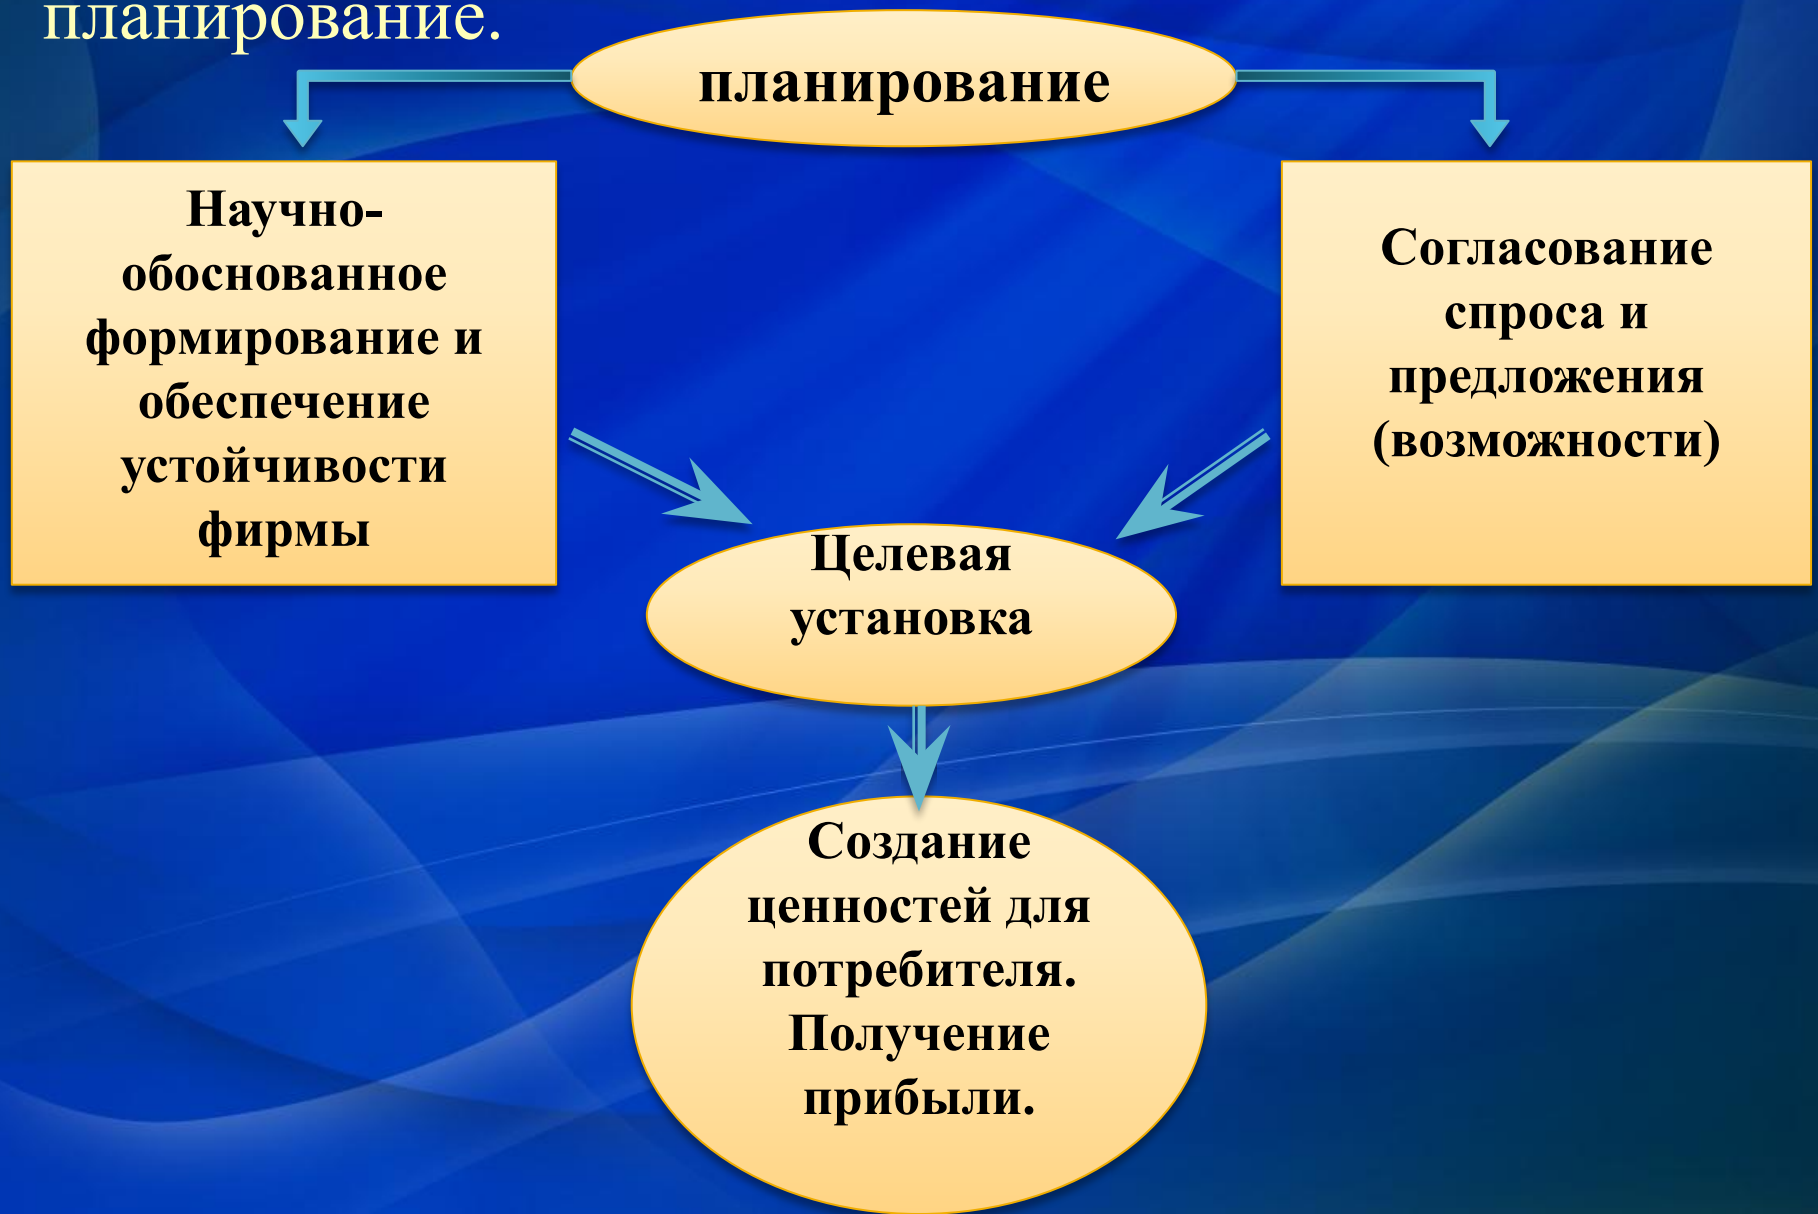 планирование.
планирование
Научно-
обоснованное
формирование и
обеспечение
устойчивости
фирмы
Согласование
спроса и
предложения
(возможности)
Целевая
установка
Создание
ценностей для
потребителя.
Получение
прибыли.